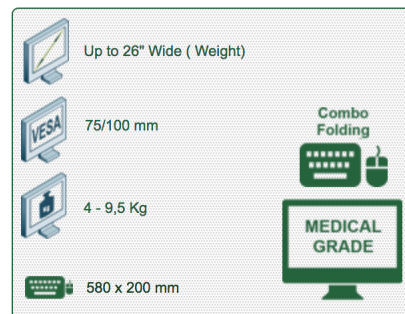 Up to 26" Wide ( Weight)
VESA
75/100 mm
Combo
Folding
KG
4 - 9,5 Kg
MEDICAL
GRADE
580 x 200 mm